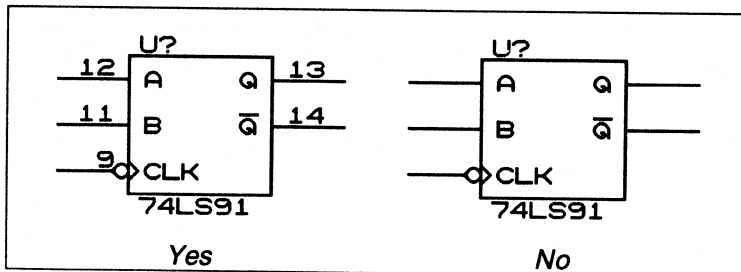 U?
12 A Q 13
11 B Q̅ 14
9 CLK
74LS91
Yes
U?
A Q
B Q̅
CLK
74LS91
No